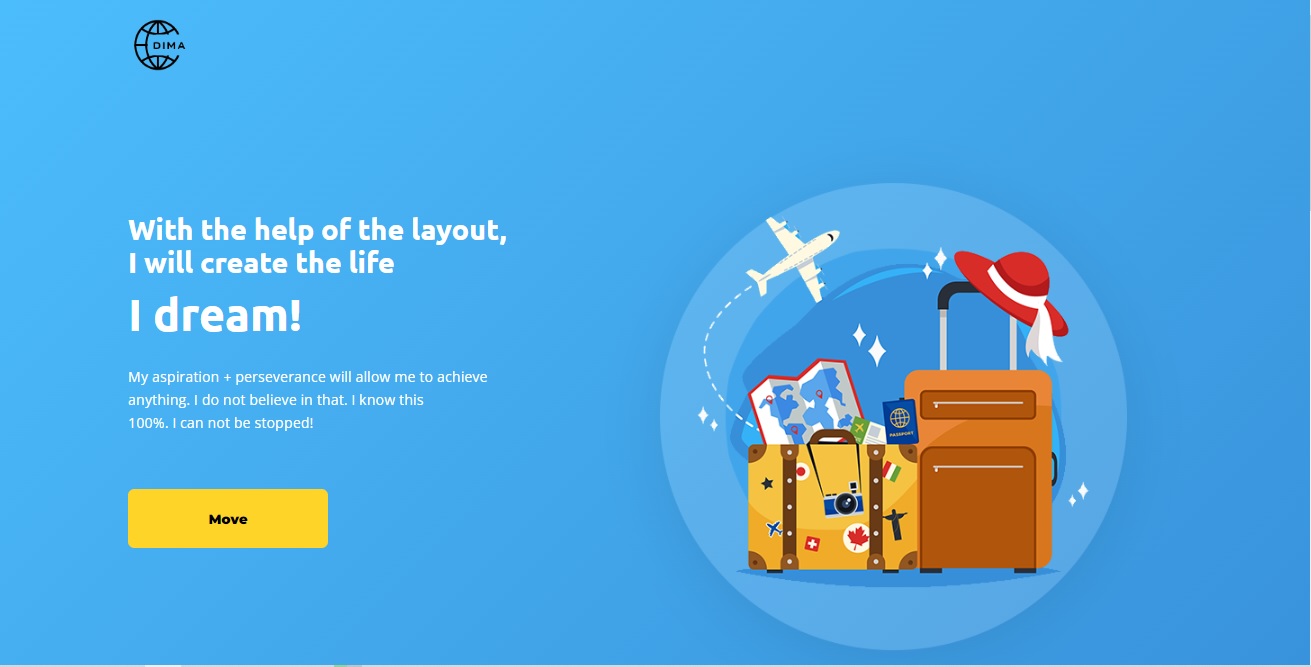 DIMA
With the help of the layout,
I will create the life
I dream!
My aspiration + perseverance will allow me to achieve
anything. I do not believe in that. I know this
100%. I can not be stopped!
Move
PASSPORT